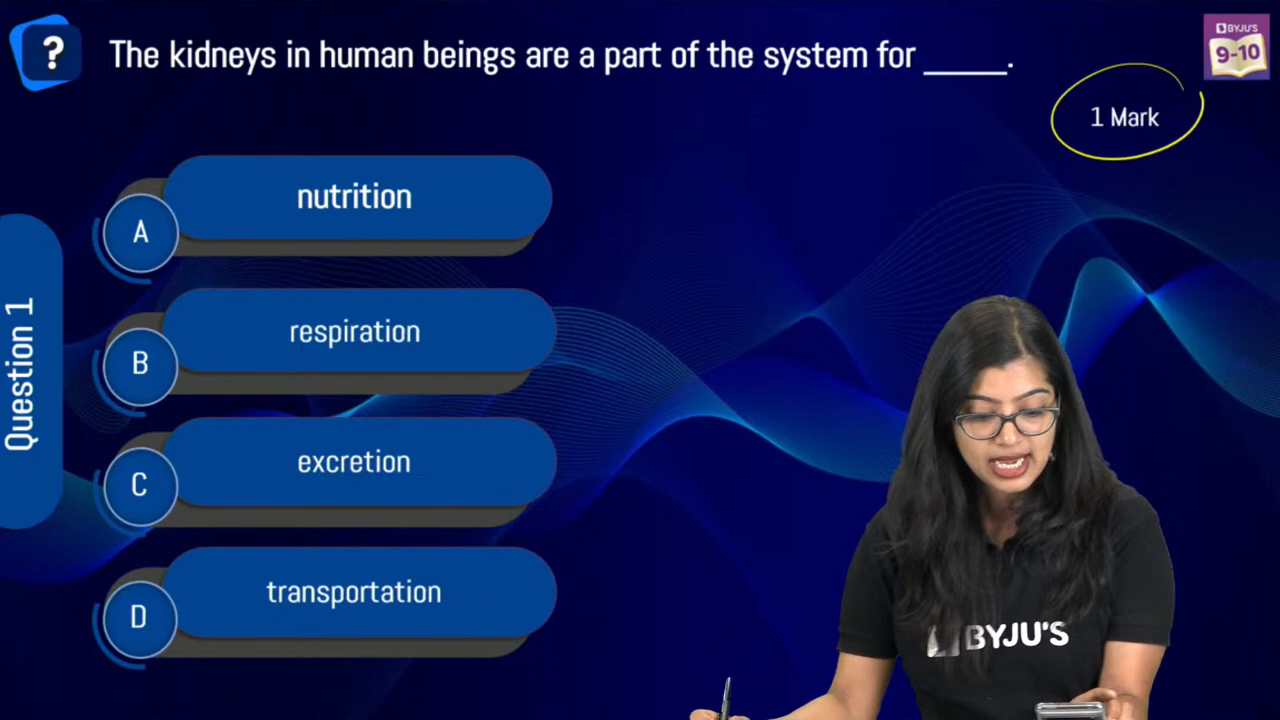 ?
The kidneys in human beings are a part of the system for _____.
BYJU'S
9-10
1 Mark
Question 1
A
nutrition
B
respiration
C
excretion
D
transportation
BYJU'S